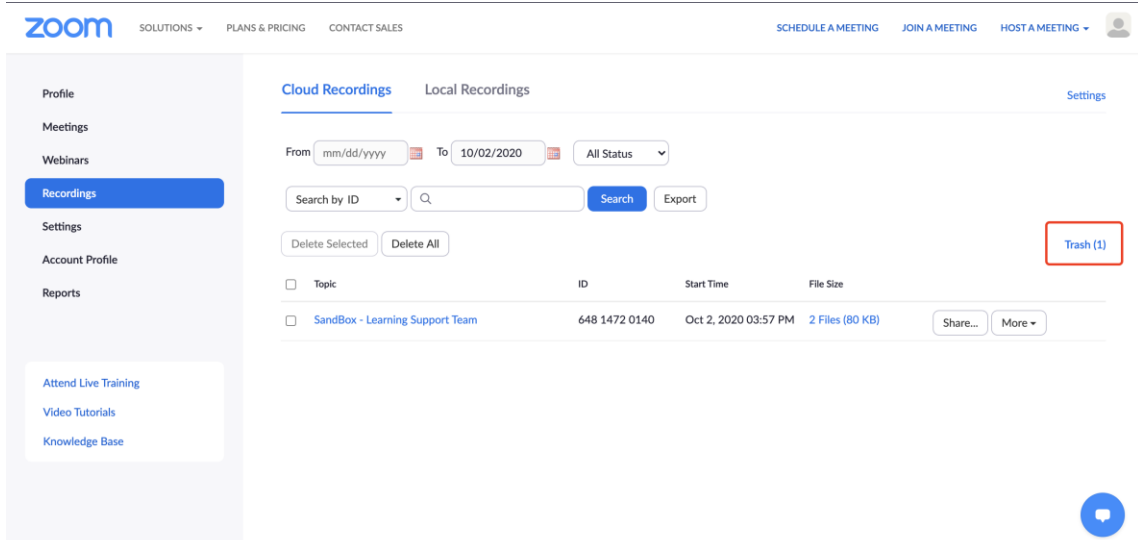 zoom SOLUTIONS PLANS & PRICING CONTACT SALES SCHEDULE A MEETING JOIN A MEETING HOST A MEETING
Profile
Meetings
Webinars
Recordings
Settings
Account Profile
Reports
Attend Live Training
Video Tutorials
Knowledge Base
Cloud Recordings Local Recordings Settings
From mm/dd/yyyy To 10/02/2020 All Status
Search by ID Search Export
Delete Selected Delete All Trash (1)
Topic ID Start Time File Size
SandBox - Learning Support Team 648 1472 0140 Oct 2, 2020 03:57 PM 2 Files (80 KB) Share... More